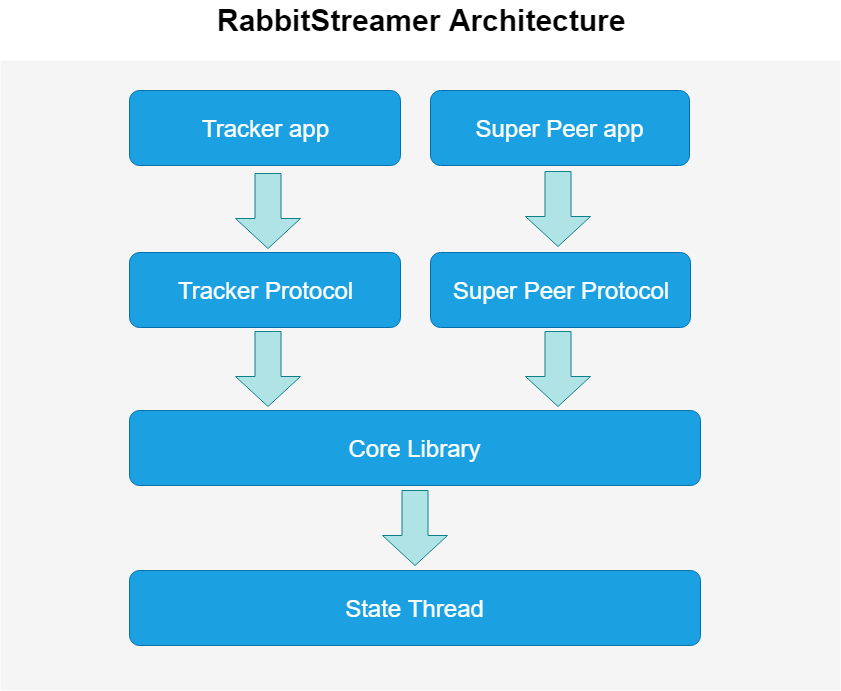 RabbitStreamer Architecture
Tracker app
Super Peer app
Tracker Protocol
Super Peer Protocol
Core Library
State Thread